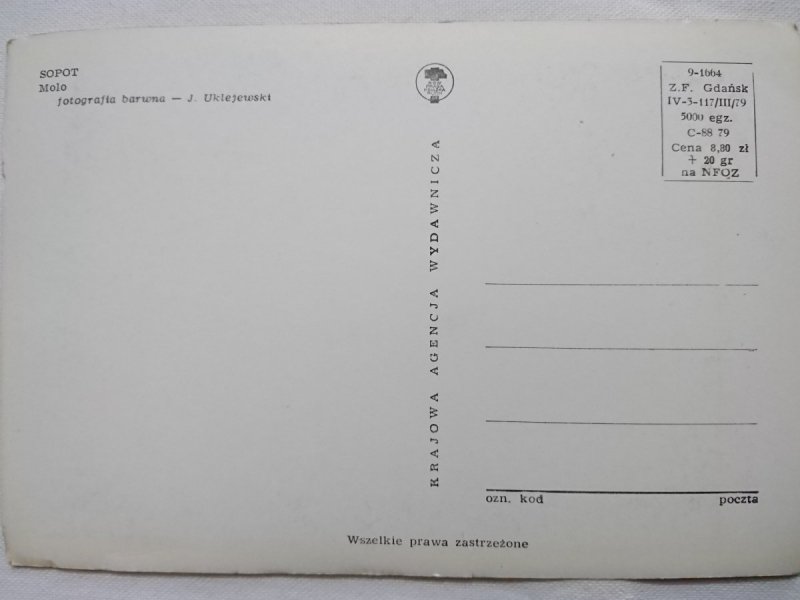 SOPOT
Molo
fotografia barwna — J. Uklejewski
9-1664
Z.F. Gdańsk
IV-3-117/III/79
5000 egz.
C-88 79
Cena 8,80 zł
+ 20 gr
na NFOZ
KRAJOWA AGENCJA WYDAWNICZA
ozn. kod
poczta
Wszelkie prawa zastrzeżone